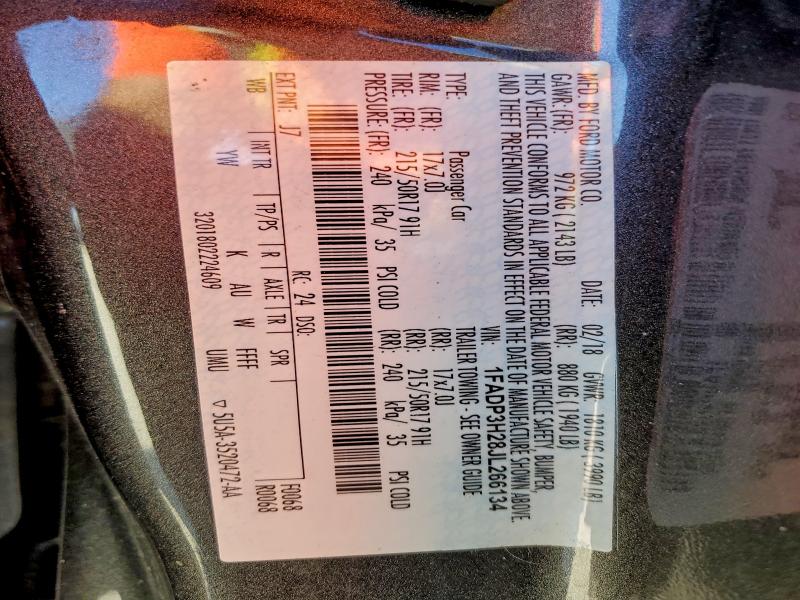 MFD. BY FORD MOTOR CO.
DATE: 02/18 GVWR: 1811 KG ( 3990 LB)
GAWR: (FR): 972 KG ( 2143 LB) (RR): 880 KG ( 1940 LB)
THIS VEHICLE CONFORMS TO ALL APPLICABLE FEDERAL MOTOR VEHICLE SAFETY, BUMPER,
AND THEFT PREVENTION STANDARDS IN EFFECT ON THE DATE OF MANUFACTURE SHOWN ABOVE.
VIN: 1FADP3H28JL266134
TYPE: Passenger Car TRAILER TOWING - SEE OWNER GUIDE
RIM: (FR): 17x7.0 (RR): 17x7.0
TIRE: (FR): 215/50R17 91H (RR): 215/50R17 91H
PRESSURE: (FR): 240 kPa/ 35 PSI COLD (RR): 240 kPa/ 35 PSI COLD
EXT PNT: J7 RC: 24 DSO: F0068
WB INT TR TP/PS R AXLE TR SPR R0068
YW K AU W FFFF UMU
3201802224609 ▽ 5U5A-3520472-AA